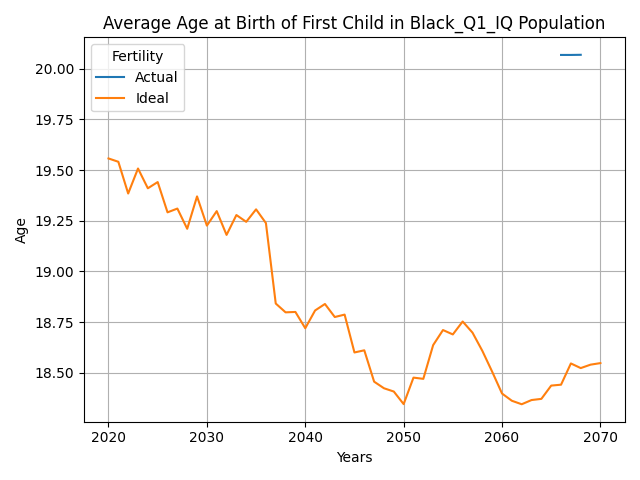 Average Age at Birth of First Child in Black_Q1_IQ Population
Fertility
Actual
Ideal
20.00
19.75
19.50
19.25
19.00
18.75
18.50
Age
2020
2030
2040
2050
2060
2070
Years